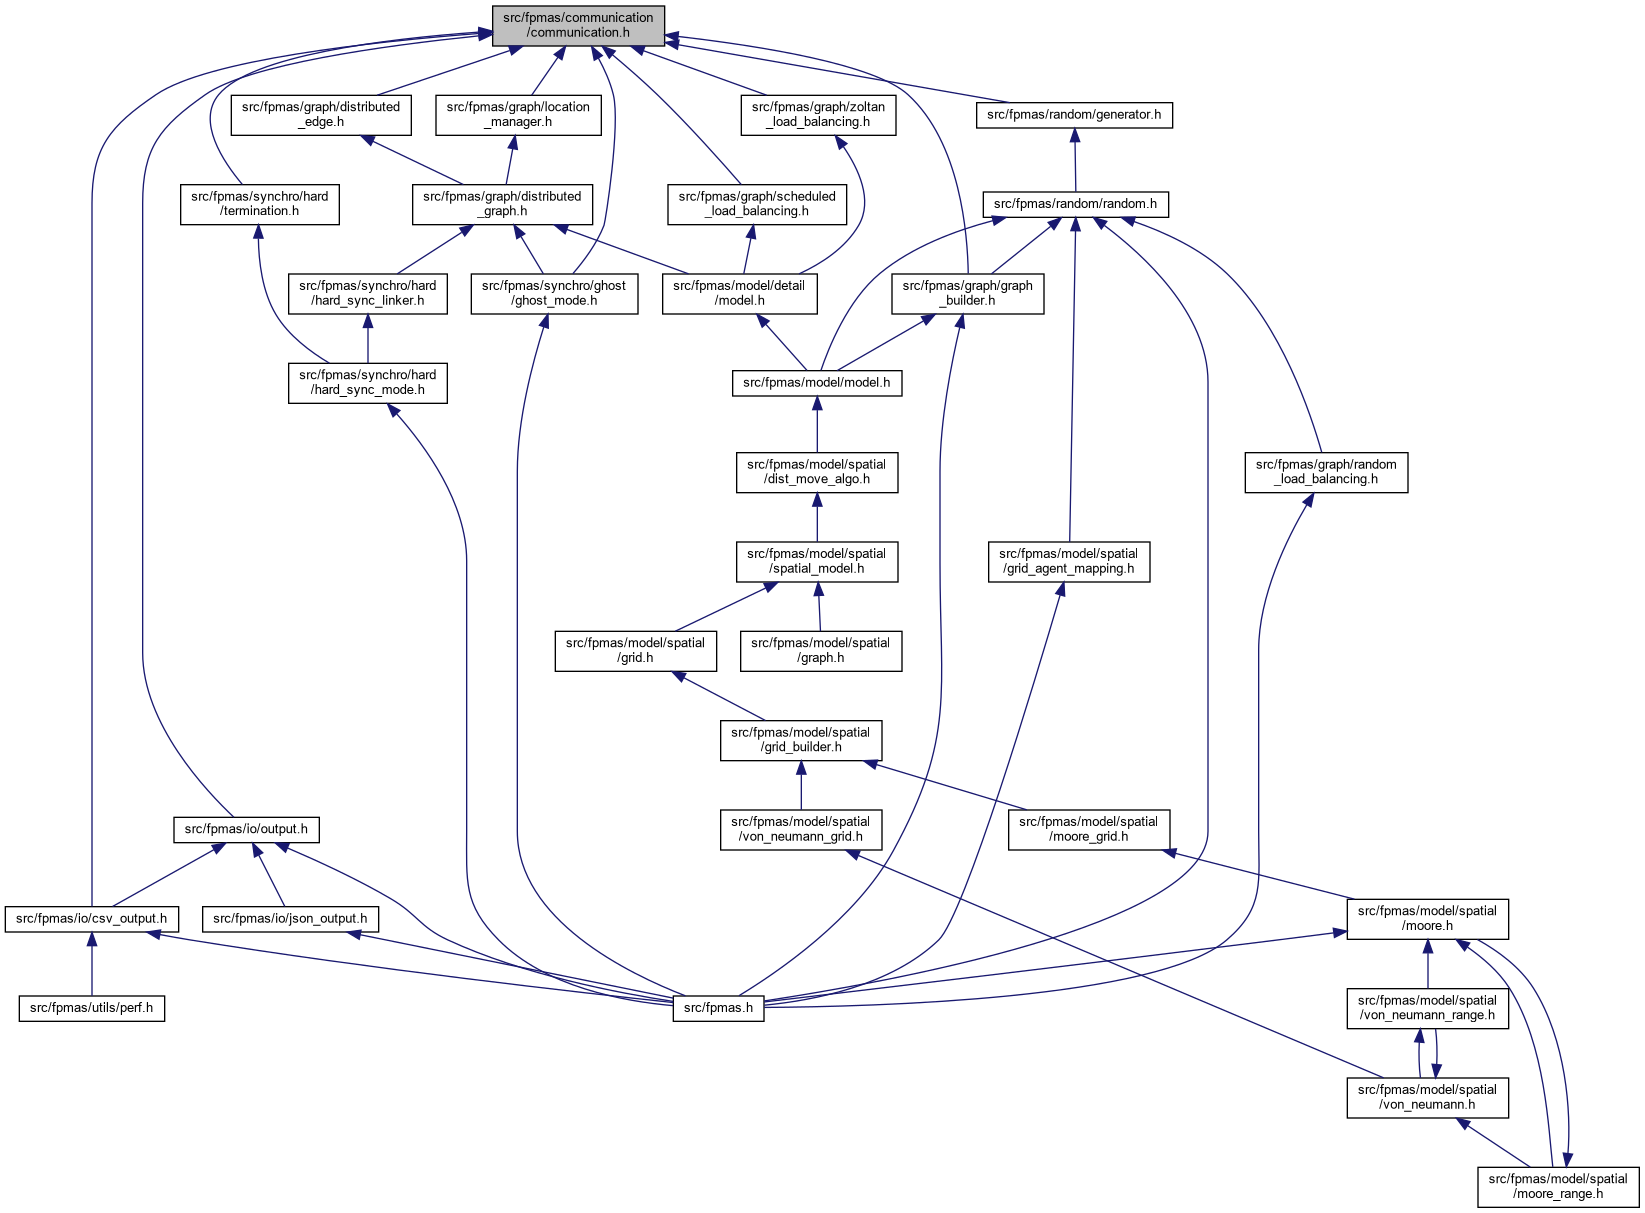 src/fpmas/communication
/communication.h
src/fpmas/graph/distributed
_edge.h
src/fpmas/graph/location
_manager.h
src/fpmas/graph/zoltan
_load_balancing.h
src/fpmas/random/generator.h
src/fpmas/synchro/hard
/termination.h
src/fpmas/graph/distributed
_graph.h
src/fpmas/graph/scheduled
_load_balancing.h
src/fpmas/random/random.h
src/fpmas/synchro/hard
/hard_sync_linker.h
src/fpmas/synchro/ghost
/ghost_mode.h
src/fpmas/model/detail
/model.h
src/fpmas/graph/graph
_builder.h
src/fpmas/synchro/hard
/hard_sync_mode.h
src/fpmas/model/model.h
src/fpmas/model/spatial
/dist_move_algo.h
src/fpmas/graph/random
_load_balancing.h
src/fpmas/model/spatial
/spatial_model.h
src/fpmas/model/spatial
/grid_agent_mapping.h
src/fpmas/model/spatial
/grid.h
src/fpmas/model/spatial
/graph.h
src/fpmas/model/spatial
/grid_builder.h
src/fpmas/io/output.h
src/fpmas/model/spatial
/von_neumann_grid.h
src/fpmas/model/spatial
/moore_grid.h
src/fpmas/io/csv_output.h
src/fpmas/io/json_output.h
src/fpmas/model/spatial
/moore.h
src/fpmas/utils/perf.h
src/fpmas.h
src/fpmas/model/spatial
/von_neumann_range.h
src/fpmas/model/spatial
/von_neumann.h
src/fpmas/model/spatial
/moore_range.h